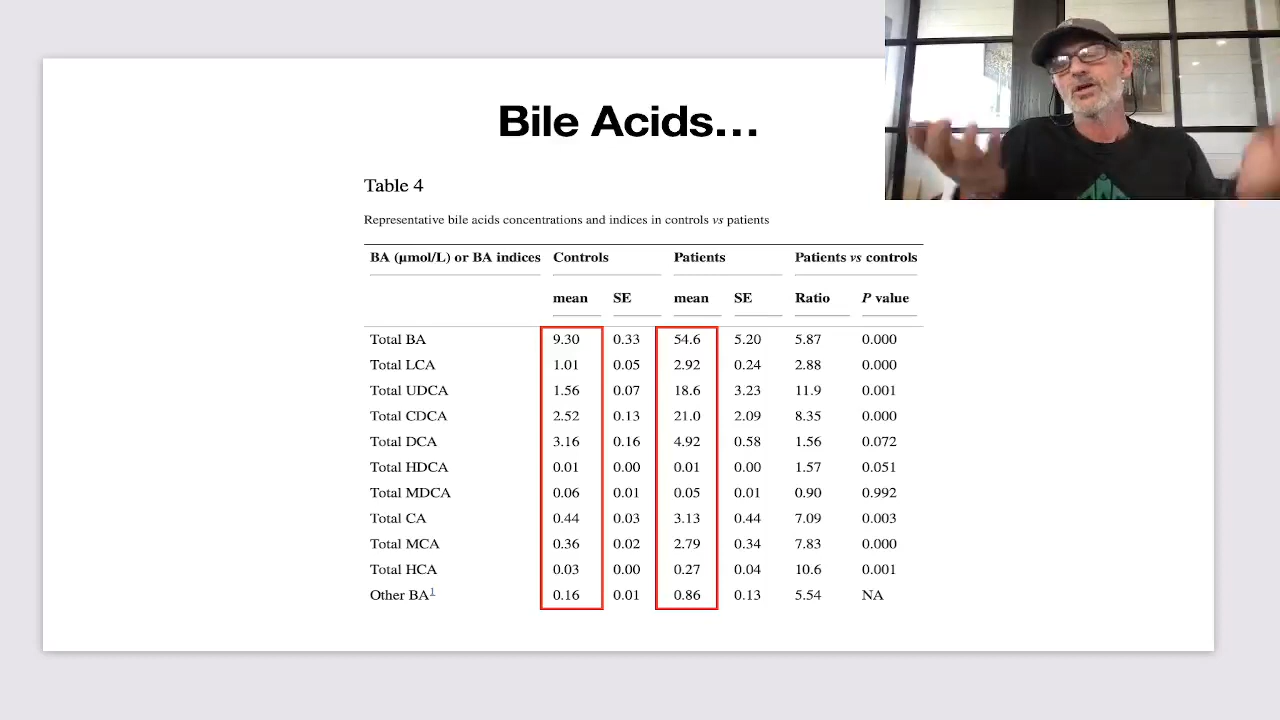 Bile Acids...
Table 4
Representative bile acids concentrations and indices in controls vs patients
BA (μmol/L) or BA indices Controls Patients Patients vs controls
mean SE mean SE Ratio P value
Total BA 9.30 0.33 54.6 5.20 5.87 0.000
Total LCA 1.01 0.05 2.92 0.24 2.88 0.000
Total UDCA 1.56 0.07 18.6 3.23 11.9 0.001
Total CDCA 2.52 0.13 21.0 2.09 8.35 0.000
Total DCA 3.16 0.16 4.92 0.58 1.56 0.072
Total HDCA 0.01 0.00 0.01 0.00 1.57 0.051
Total MDCA 0.06 0.01 0.05 0.01 0.90 0.992
Total CA 0.44 0.03 3.13 0.44 7.09 0.003
Total MCA 0.36 0.02 2.79 0.34 7.83 0.000
Total HCA 0.03 0.00 0.27 0.04 10.6 0.001
Other BA1 0.16 0.01 0.86 0.13 5.54 NA